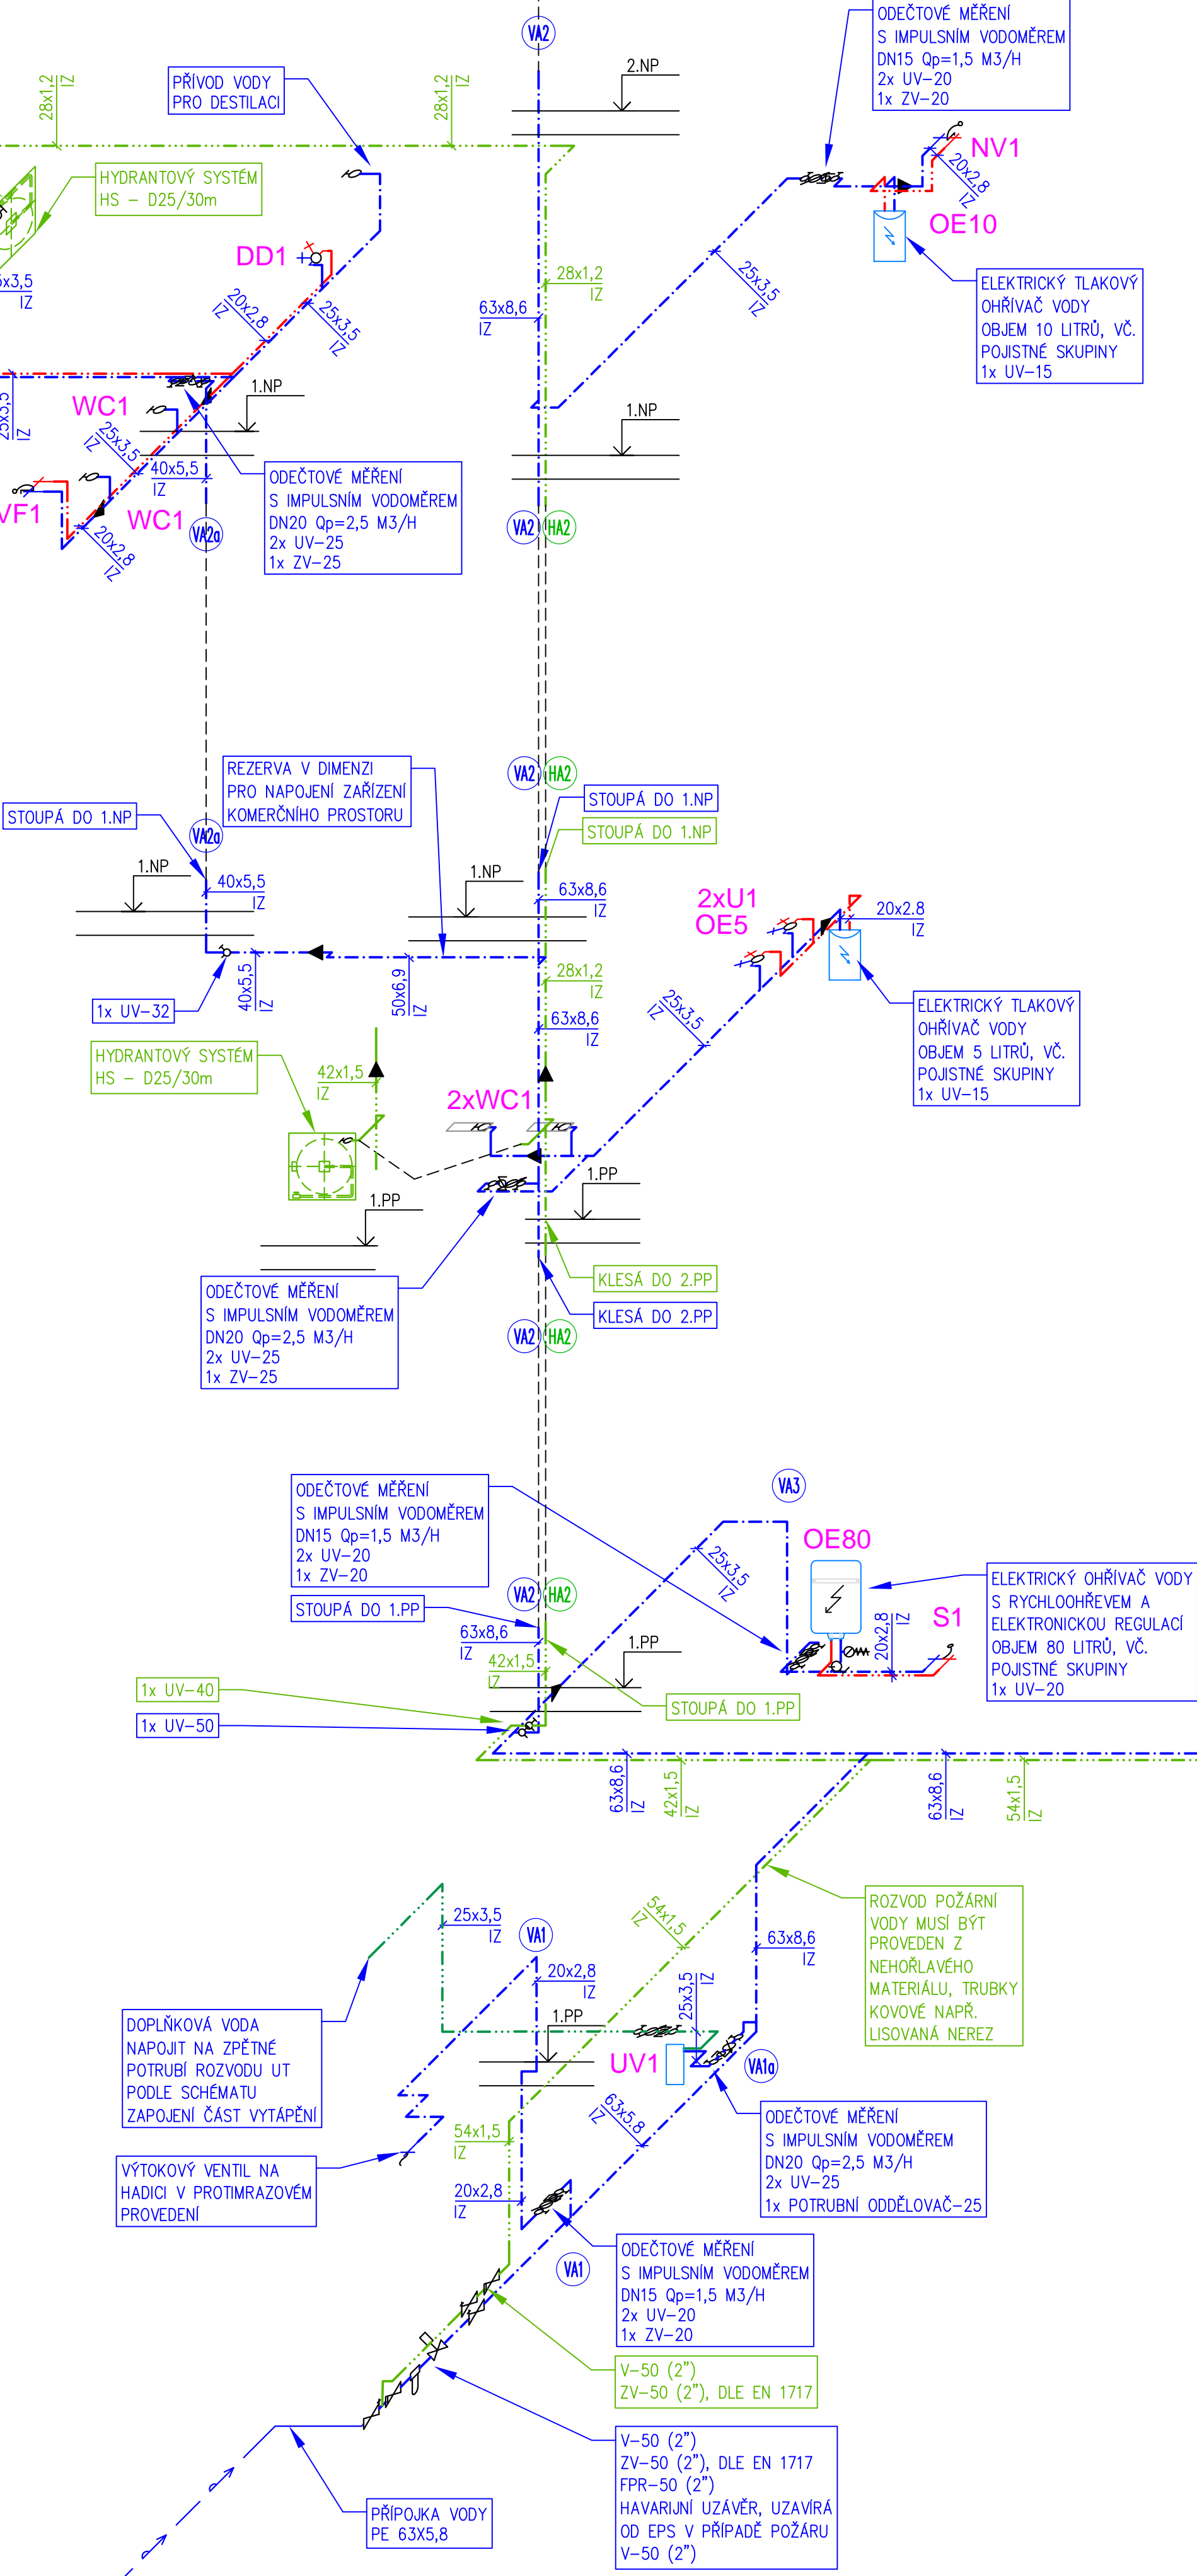 VA2
ODEČTOVÉ MĚŘENÍ
S IMPULSNÍM VODOMĚREM
DN15 Qp=1,5 M3/H
2x UV-20
1x ZV-20
2.NP
PŘÍVOD VODY
PRO DESTILACI
28x1,2
IZ
28x1,2
IZ
NV1
20x2,8
IZ
HYDRANTOVÝ SYSTÉM
HS - D25/30m
OE10
DD1
28x1,2
IZ
25x3,5
IZ
ELEKTRICKÝ TLAKOVÝ
OHŘÍVAČ VODY
OBJEM 10 LITRŮ, VČ.
POJISTNÉ SKUPINY
1x UV-15
IZ
20x2,8
IZ
25x3,5
IZ
63x8,6
IZ
25x3,5
IZ
WC1
1.NP
1.NP
25x3,5
IZ
40x5,5
IZ
ODEČTOVÉ MĚŘENÍ
S IMPULSNÍM VODOMĚREM
DN20 Qp=2,5 M3/H
2x UV-25
1x ZV-25
VF1
WC1
20x2,8
IZ
VA2a
VA2
HA2
REZERVA V DIMENZI
PRO NAPOJENÍ ZAŘÍZENÍ
KOMERČNÍHO PROSTORU
VA2
HA2
STOUPÁ DO 1.NP
STOUPÁ DO 1.NP
STOUPÁ DO 1.NP
VA2a
1.NP
1.NP
40x5,5
IZ
63x8,6
IZ
2xU1
OE5
20x2.8
IZ
40x5,5
IZ
50x6,9
IZ
28x1,2
IZ
1x UV-32
63x8,6
IZ
25x3,5
IZ
ELEKTRICKÝ TLAKOVÝ
OHŘÍVAČ VODY
OBJEM 5 LITRŮ, VČ.
POJISTNÉ SKUPINY
1x UV-15
HYDRANTOVÝ SYSTÉM
HS - D25/30m
42x1,5
IZ
2xWC1
1.PP
1.PP
KLESÁ DO 2.PP
KLESÁ DO 2.PP
ODEČTOVÉ MĚŘENÍ
S IMPULSNÍM VODOMĚREM
DN20 Qp=2,5 M3/H
2x UV-25
1x ZV-25
VA2
HA2
ODEČTOVÉ MĚŘENÍ
S IMPULSNÍM VODOMĚREM
DN15 Qp=1,5 M3/H
2x UV-20
1x ZV-20
VA3
OE80
25x3,5
IZ
ELEKTRICKÝ OHŘÍVAČ VODY
S RYCHLOOHŘEVEM A
ELEKTRONICKOU REGULACÍ
OBJEM 80 LITRŮ, VČ.
POJISTNÉ SKUPINY
1x UV-20
VA2
HA2
STOUPÁ DO 1.PP
63x8,6
IZ
20x2,8
IZ
S1
1.PP
42x1,5
IZ
1x UV-40
STOUPÁ DO 1.PP
1x UV-50
63x8,6
IZ
42x1,5
IZ
63x8,6
IZ
54x1,5
IZ
ROZVOD POŽÁRNÍ
VODY MUSÍ BÝT
PROVEDEN Z
NEHOŘLAVÉHO
MATERIÁLU, TRUBKY
KOVOVÉ NAPŘ.
LISOVANÁ NEREZ
25x3,5
IZ
VA1
54x1,5
IZ
63x8,6
IZ
20x2,8
IZ
25x3,5
IZ
DOPLŇKOVÁ VODA
NAPOJIT NA ZPĚTNÉ
POTRUBÍ ROZVODU UT
PODLE SCHÉMATU
ZAPOJENÍ ČÁST VYTÁPĚNÍ
1.PP
UV1
VA1a
63x5.8
IZ
ODEČTOVÉ MĚŘENÍ
S IMPULSNÍM VODOMĚREM
DN20 Qp=2,5 M3/H
2x UV-25
1x POTRUBNÍ ODDĚLOVAČ-25
54x1,5
IZ
VÝTOKOVÝ VENTIL NA
HADICI V PROTIMRAZOVÉM
PROVEDENÍ
20x2,8
IZ
VA1
ODEČTOVÉ MĚŘENÍ
S IMPULSNÍM VODOMĚREM
DN15 Qp=1,5 M3/H
2x UV-20
1x ZV-20
V-50 (2")
ZV-50 (2"), DLE EN 1717
V-50 (2")
ZV-50 (2"), DLE EN 1717
FPR-50 (2")
HAVARIJNÍ UZÁVĚR, UZAVÍRÁ
OD EPS V PŘÍPADĚ POŽÁRU
V-50 (2")
PŘÍPOJKA VODY
PE 63X5,8